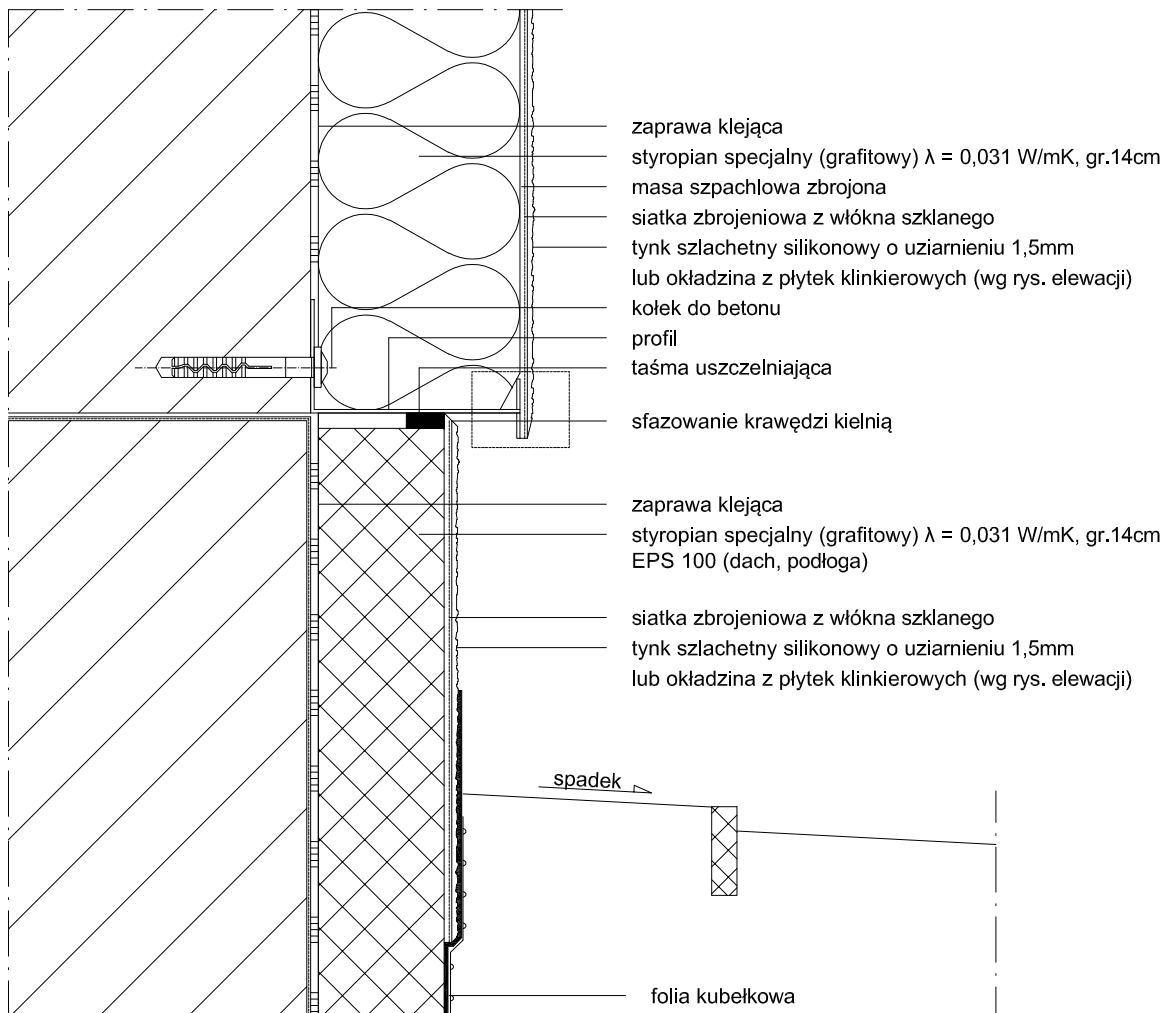 zaprawa klejąca
styropian specjalny (grafitowy) λ = 0,031 W/mK, gr.14cm
masa szpachlowa zbrojona
siatka zbrojeniowa z włókna szklanego
tynk szlachetny silikonowy o uziarnieniu 1,5mm
lub okładzina z płytek klinkierowych (wg rys. elewacji)
kołek do betonu
profil
taśma uszczelniająca
sfazowanie krawędzi kielnią
zaprawa klejąca
styropian specjalny (grafitowy) λ = 0,031 W/mK, gr.14cm
EPS 100 (dach, podłoga)
siatka zbrojeniowa z włókna szklanego
tynk szlachetny silikonowy o uziarnieniu 1,5mm
lub okładzina z płytek klinkierowych (wg rys. elewacji)
spadek
folia kubełkowa